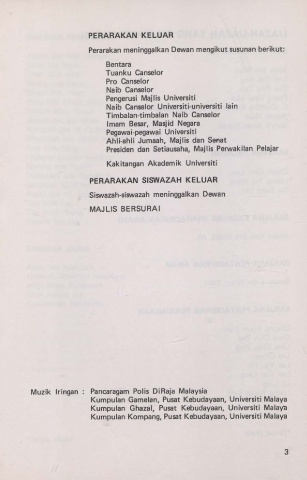 PERARAKAN KELUAR
Perarakan meninggalkan Dewan mengikut susunan berikut:
Bentara
Tuanku Canselor
Pro Canselor
Naib Canselor
Pengerusi Majlis Universiti
Naib Canselor Universiti-universiti lain
Timbalan-timbalan Naib Canselor
Imam Besar, Masjid Negara
Pegawai-pegawai Universiti
Ahli-ahli Jumaah, Majlis dan Senat
Presiden dan Setiausaha, Majlis Perwakilan Pelajar
Kakitangan Akademik Universiti
PERARAKAN SISWAZAH KELUAR
Siswazah-siswazah meninggalkan Dewan
MAJLIS BERSURAI
Muzik Iringan : Pancaragam Polis DiRaja Malaysia
Kumpulan Gamelan, Pusat Kebudayaan, Universiti Malaya
Kumpulan Ghazal, Pusat Kebudayaan, Universiti Malaya
Kumpulan Kompang, Pusat Kebudayaan, Universiti Malaya
3